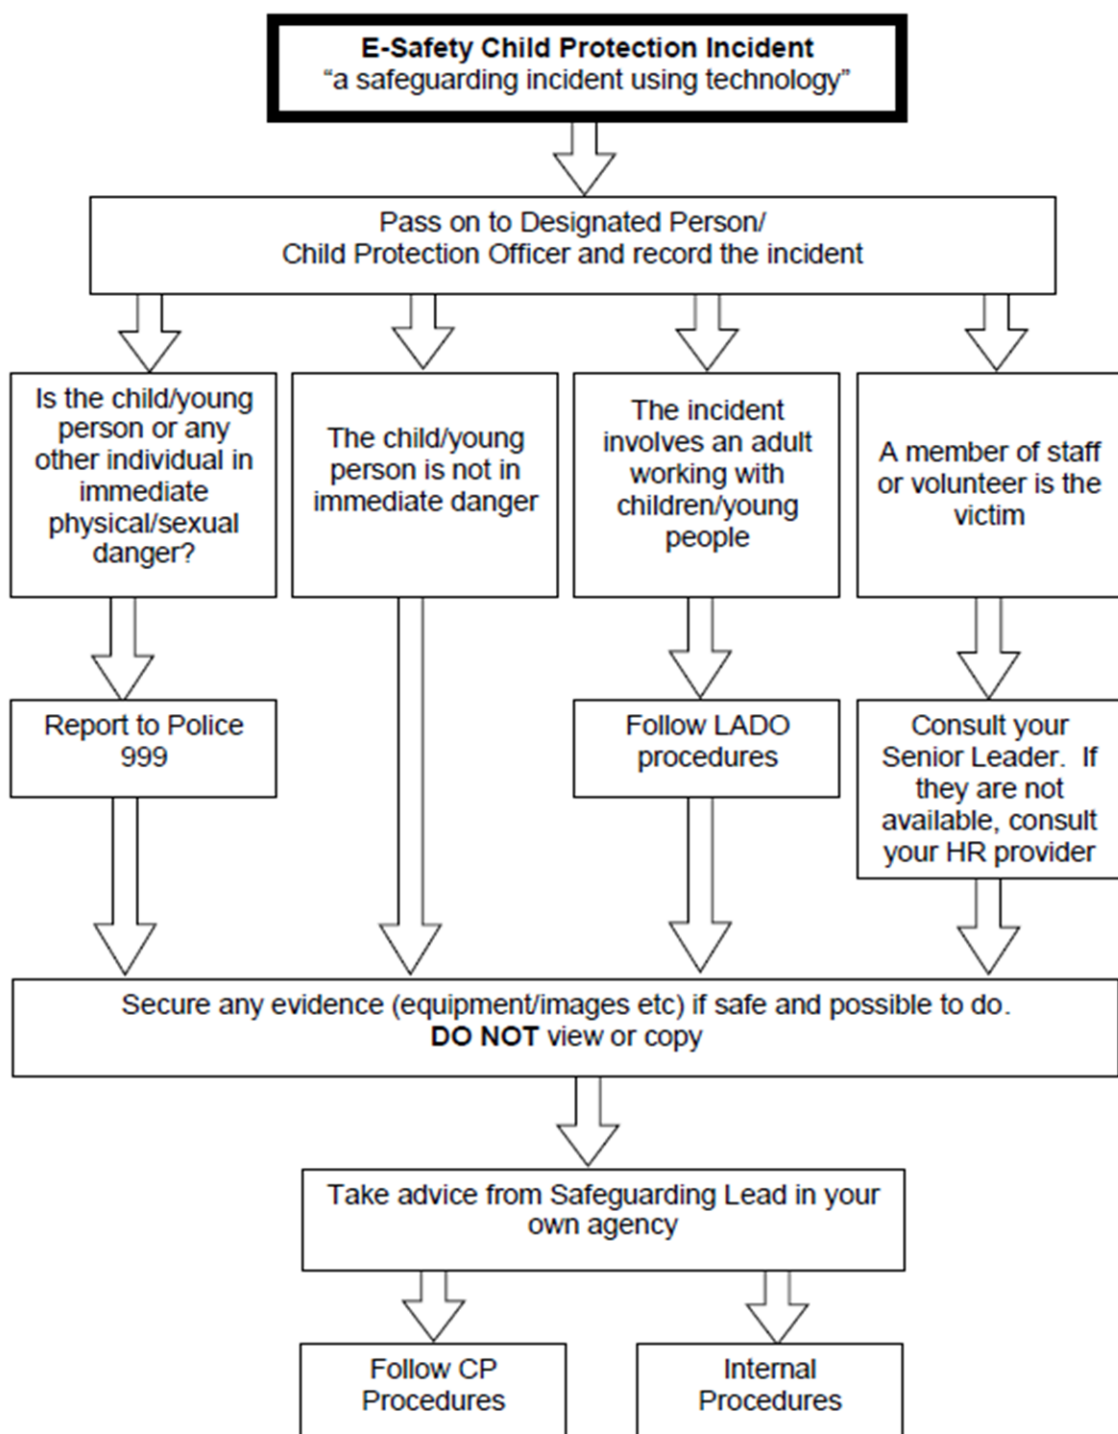 E-Safety Child Protection Incident
“a safeguarding incident using technology”
Pass on to Designated Person/
Child Protection Officer and record the incident
Is the child/young
person or any
other individual in
immediate
physical/sexual
danger?
The child/young
person is not in
immediate danger
The incident
involves an adult
working with
children/young
people
A member of staff
or volunteer is the
victim
Report to Police
999
Follow LADO
procedures
Consult your
Senior Leader.  If
they are not
available, consult
your HR provider
Secure any evidence (equipment/images etc) if safe and possible to do.
DO NOT view or copy
Take advice from Safeguarding Lead in your
own agency
Follow CP
Procedures
Internal
Procedures